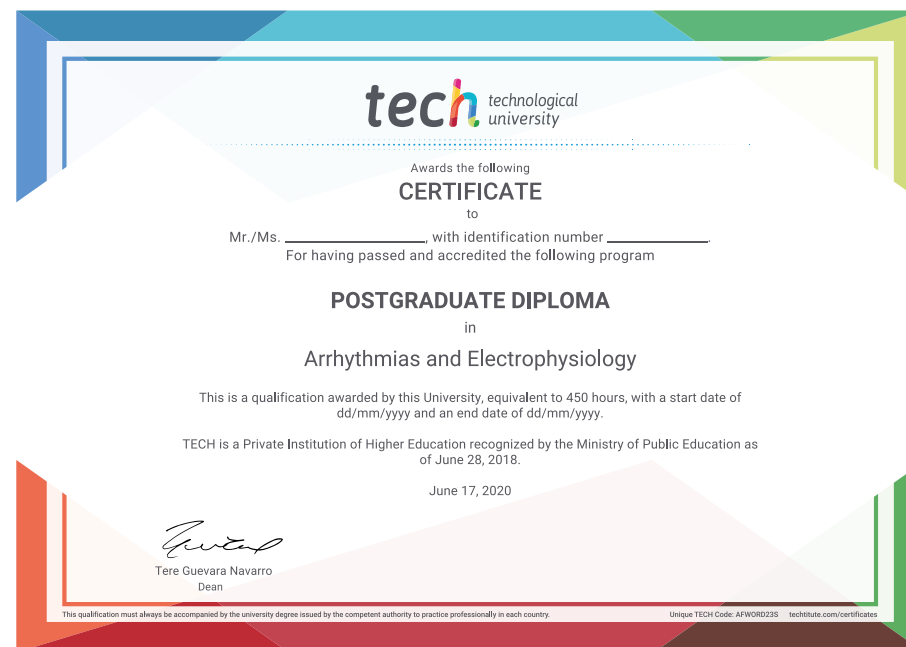 tech technological
university
Awards the following
CERTIFICATE
to
Mr./Ms. ____________________, with identification number ______________.
For having passed and accredited the following program
POSTGRADUATE DIPLOMA
in
Arrhythmias and Electrophysiology
This is a qualification awarded by this University, equivalent to 450 hours, with a start date of
dd/mm/yyyy and an end date of dd/mm/yyyy.
TECH is a Private Institution of Higher Education recognized by the Ministry of Public Education as
of June 28, 2018.
June 17, 2020
Tere Guevara Navarro
Dean
This qualification must always be accompanied by the university degree issued by the competent authority to practice professionally in each country.
Unique TECH Code: AFWORD23S techtitute.com/certificates